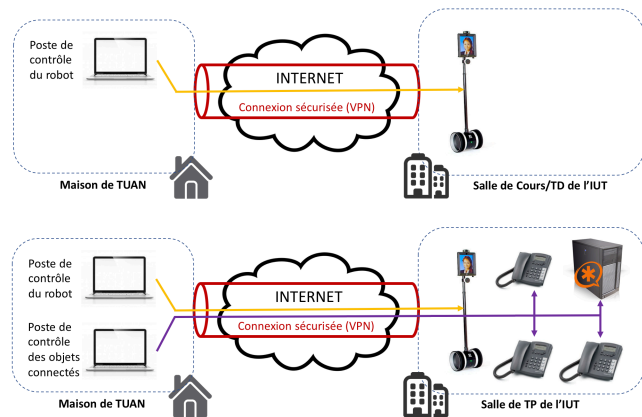 Poste de
contrôle
du robot
INTERNET
Connexion sécurisée (VPN)
Maison de TUAN
Salle de Cours/TD de l’IUT
Poste de
contrôle
du robot
INTERNET
Connexion sécurisée (VPN)
Poste de
contrôle
des objets
connectés
Maison de TUAN
Salle de TP de l’IUT